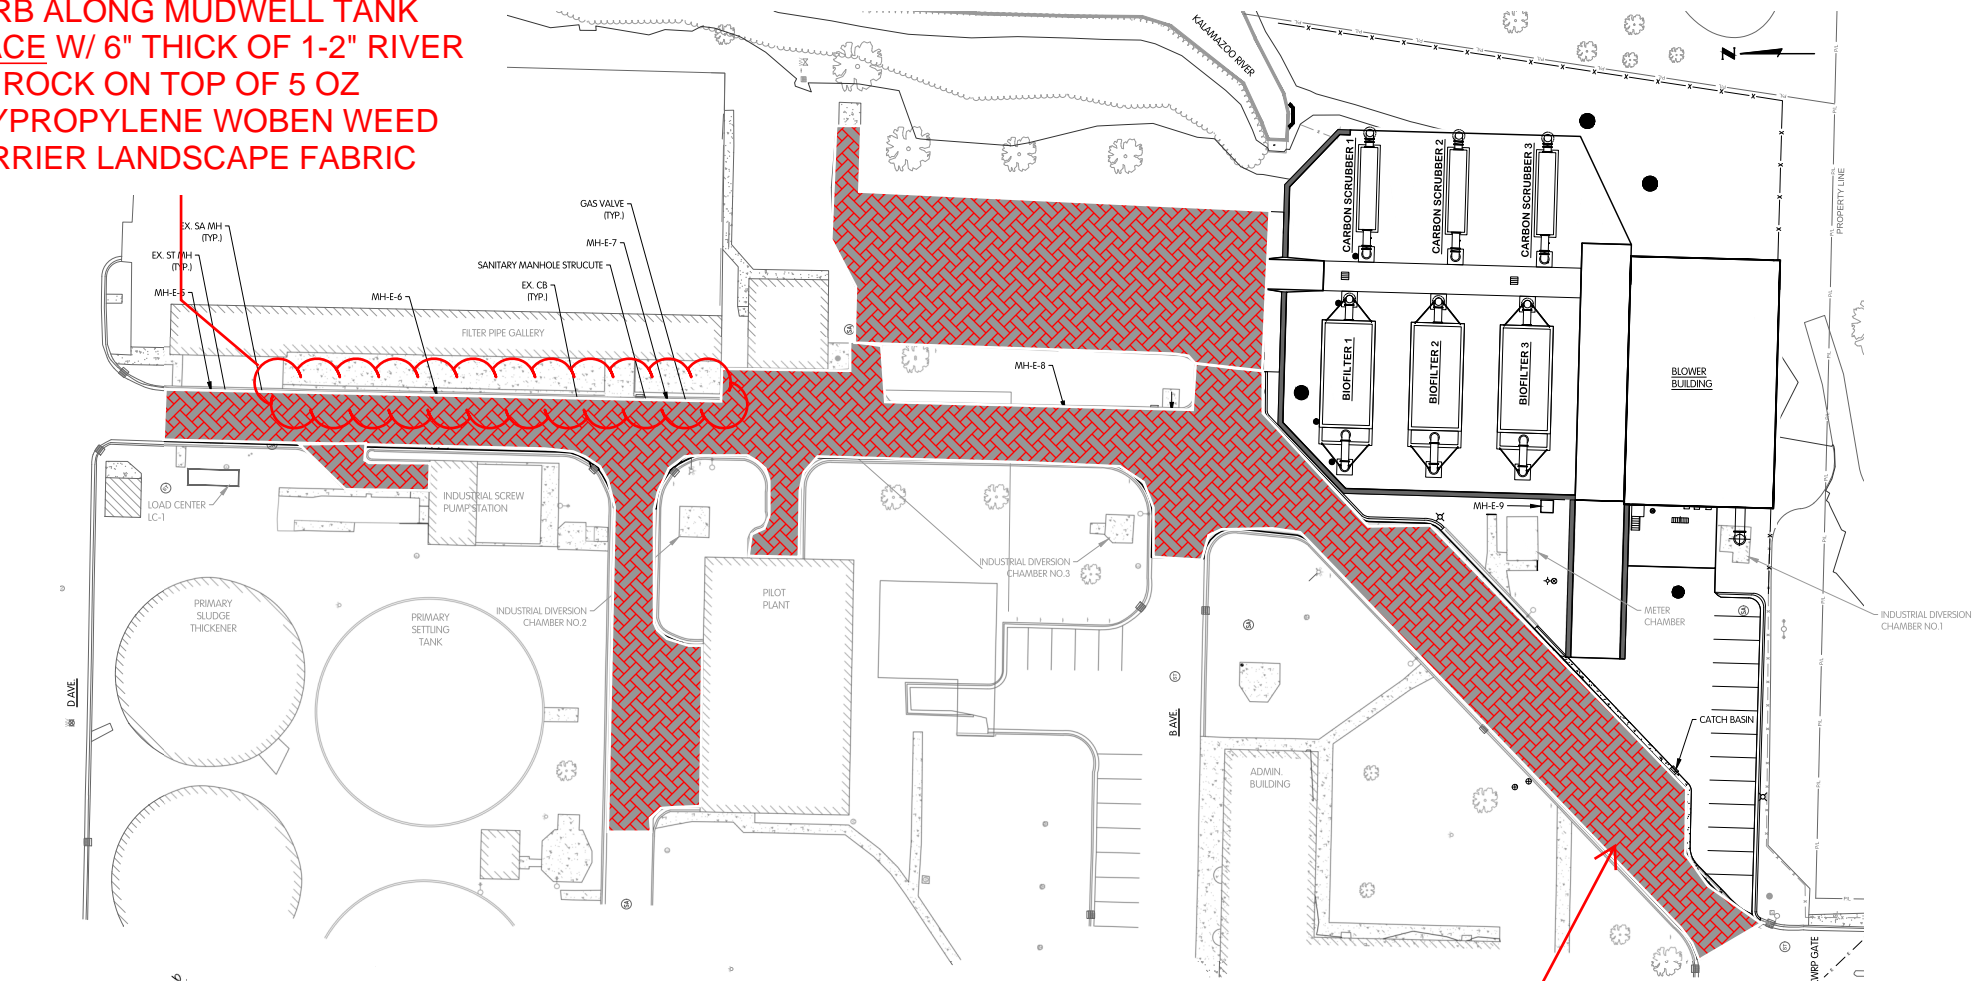 RB ALONG MUDWELL TANK
ACE W/ 6" THICK OF 1-2" RIVER
ROCK ON TOP OF 5 OZ
YPROPYLENE WOBEN WEED
RRIER LANDSCAPE FABRIC
KALAMAZOO RIVER
N
PROPERTY LINE
EX. SA MH
(TYP.)
EX. ST MH
(TYP.)
MH-E-5
MH-E-6
GAS VALVE
(TYP.)
MH-E-7
SANITARY MANHOLE STRUCUTE
EX. CB
(TYP.)
FILTER PIPE GALLERY
MH-E-8
CARBON SCRUBBER 1
CARBON SCRUBBER 2
CARBON SCRUBBER 3
BIOFILTER 1
BIOFILTER 2
BIOFILTER 3
BLOWER
BUILDING
MH-E-9
LOAD CENTER
LC-1
INDUSTRIAL SCREW
PUMP STATION
INDUSTRIAL DIVERSION
CHAMBER NO.3
PILOT
PLANT
INDUSTRIAL DIVERSION
CHAMBER NO.2
PRIMARY
SLUDGE
THICKENER
PRIMARY
SETTLING
TANK
METER
CHAMBER
INDUSTRIAL DIVERSION
CHAMBER NO.1
D AVE.
B AVE.
CATCH BASIN
ADMIN.
BUILDING
WRP GATE